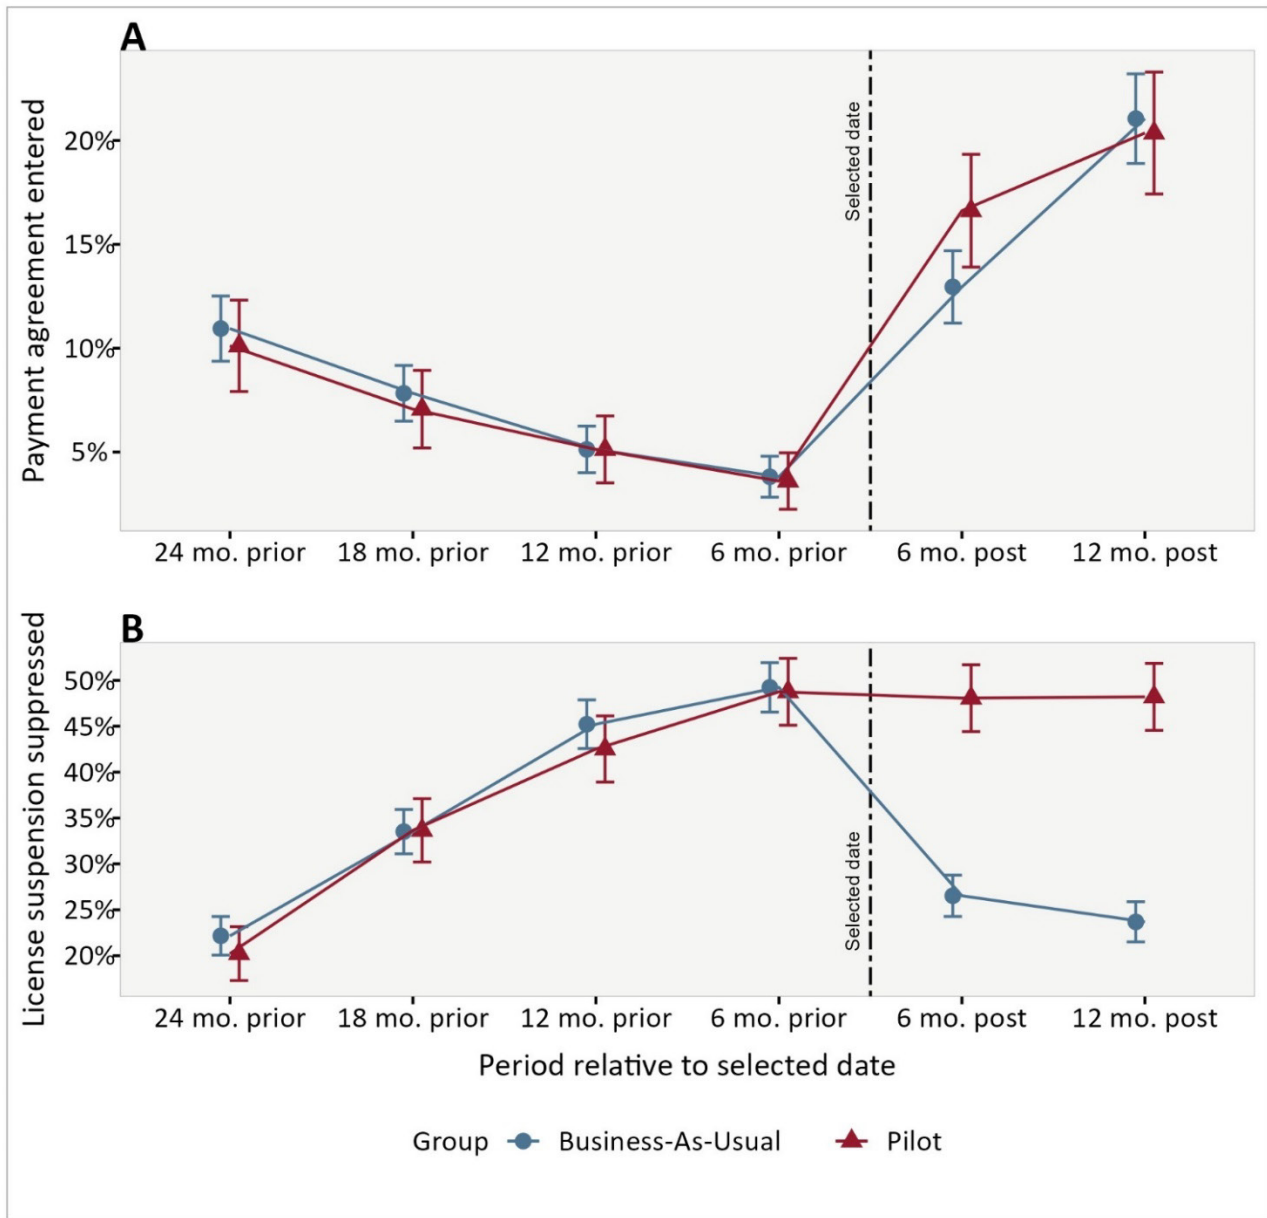 A
Payment agreement entered
20%
15%
10%
5%
Selected date
24 mo. prior 18 mo. prior 12 mo. prior 6 mo. prior 6 mo. post 12 mo. post
B
License suspension suppressed
50%
45%
40%
35%
30%
25%
20%
Selected date
24 mo. prior 18 mo. prior 12 mo. prior 6 mo. prior 6 mo. post 12 mo. post
Period relative to selected date
Group Business-As-Usual Pilot